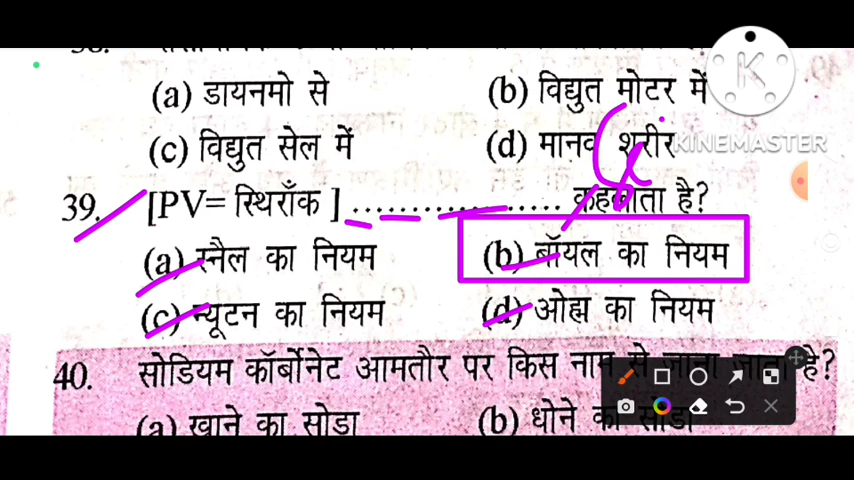 38.
(a) डायनमो से (b) विद्युत मोटर में
(c) विद्युत सेल में (d) मानव शरीर
KINEMASTER
39. [PV= स्थिराँक ] .................... कहलाता है?
(a) स्नैल का नियम (b) बॉयल का नियम
(c) न्यूटन का नियम (d) ओह्म का नियम
40. सोडियम कॉर्बोनेट आमतौर पर किस नाम से जाना जाता है?
(a) खाने का सोडा (b) धोने का सोडा